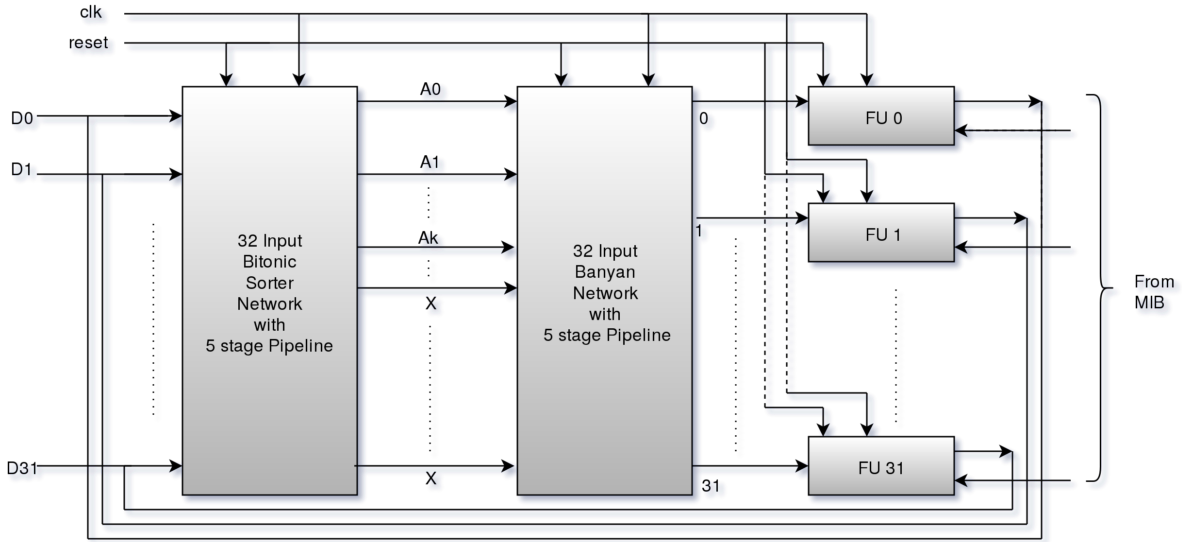 clk
reset
D0
D1
D31
32 Input
Bitonic
Sorter
Network
with
5 stage Pipeline
A0
A1
Ak
X
X
32 Input
Banyan
Network
with
5 stage Pipeline
0
1
31
FU 0
FU 1
FU 31
From
MIB